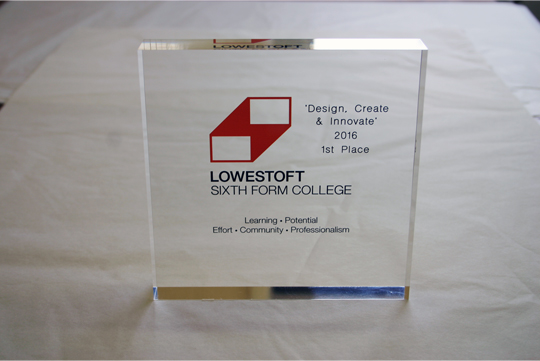 'Design, Create
& Innovate'
2016
1st Place
LOWESTOFT
SIXTH FORM COLLEGE
Learning • Potential
Effort • Community • Professionalism